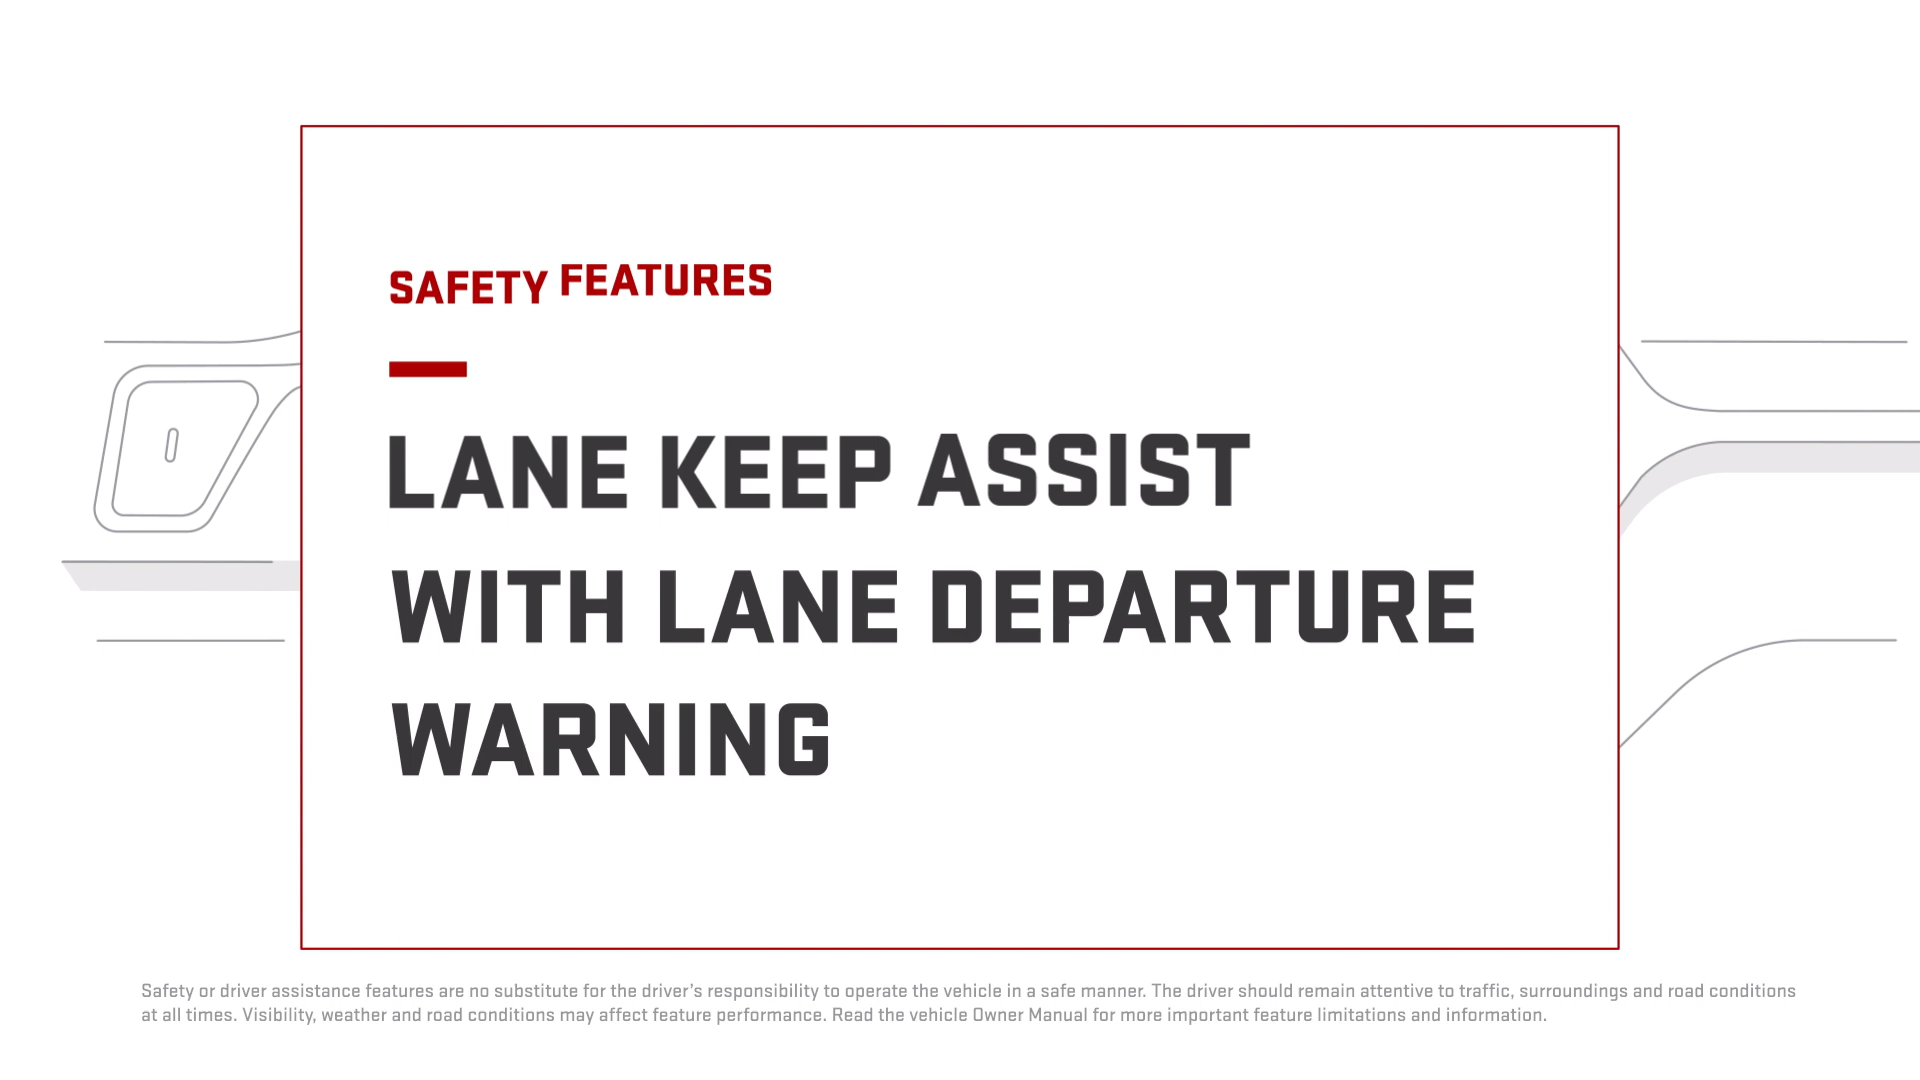 SAFETY FEATURES
LANE KEEP ASSIST
WITH LANE DEPARTURE
WARNING
Safety or driver assistance features are no substitute for the driver's responsibility to operate the vehicle in a safe manner. The driver should remain attentive to traffic, surroundings and road conditions
at all times. Visibility, weather and road conditions may affect feature performance. Read the vehicle Owner Manual for more important feature limitations and information.